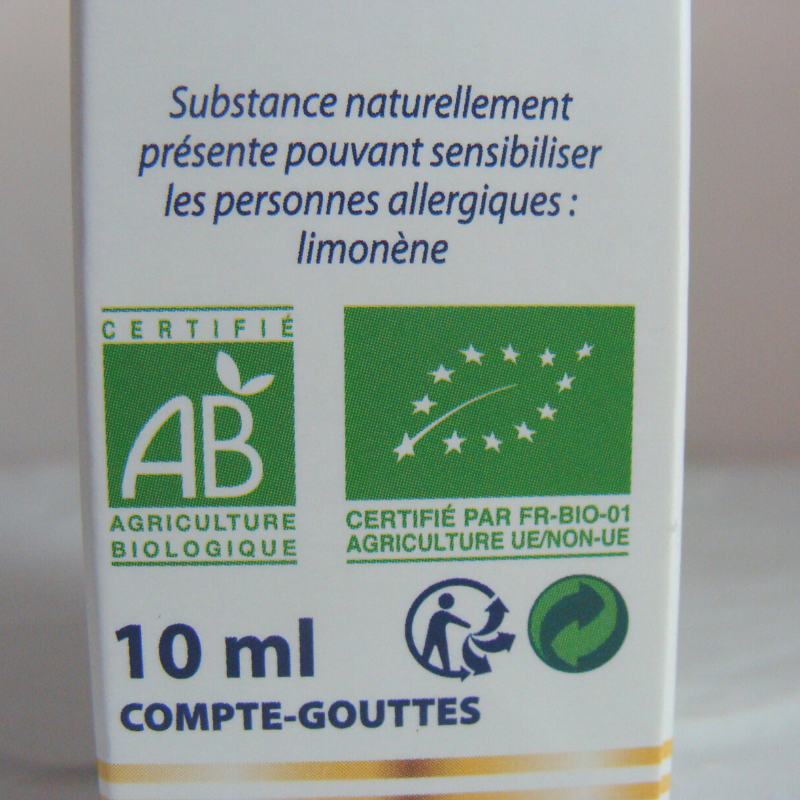 Substance naturellement
présente pouvant sensibiliser
les personnes allergiques :
limonène
CERTIFIÉ
AB
AGRICULTURE
BIOLOGIQUE
CERTIFIÉ PAR FR-BIO-01
AGRICULTURE UE/NON-UE
10 ml
COMPTE-GOUTTES